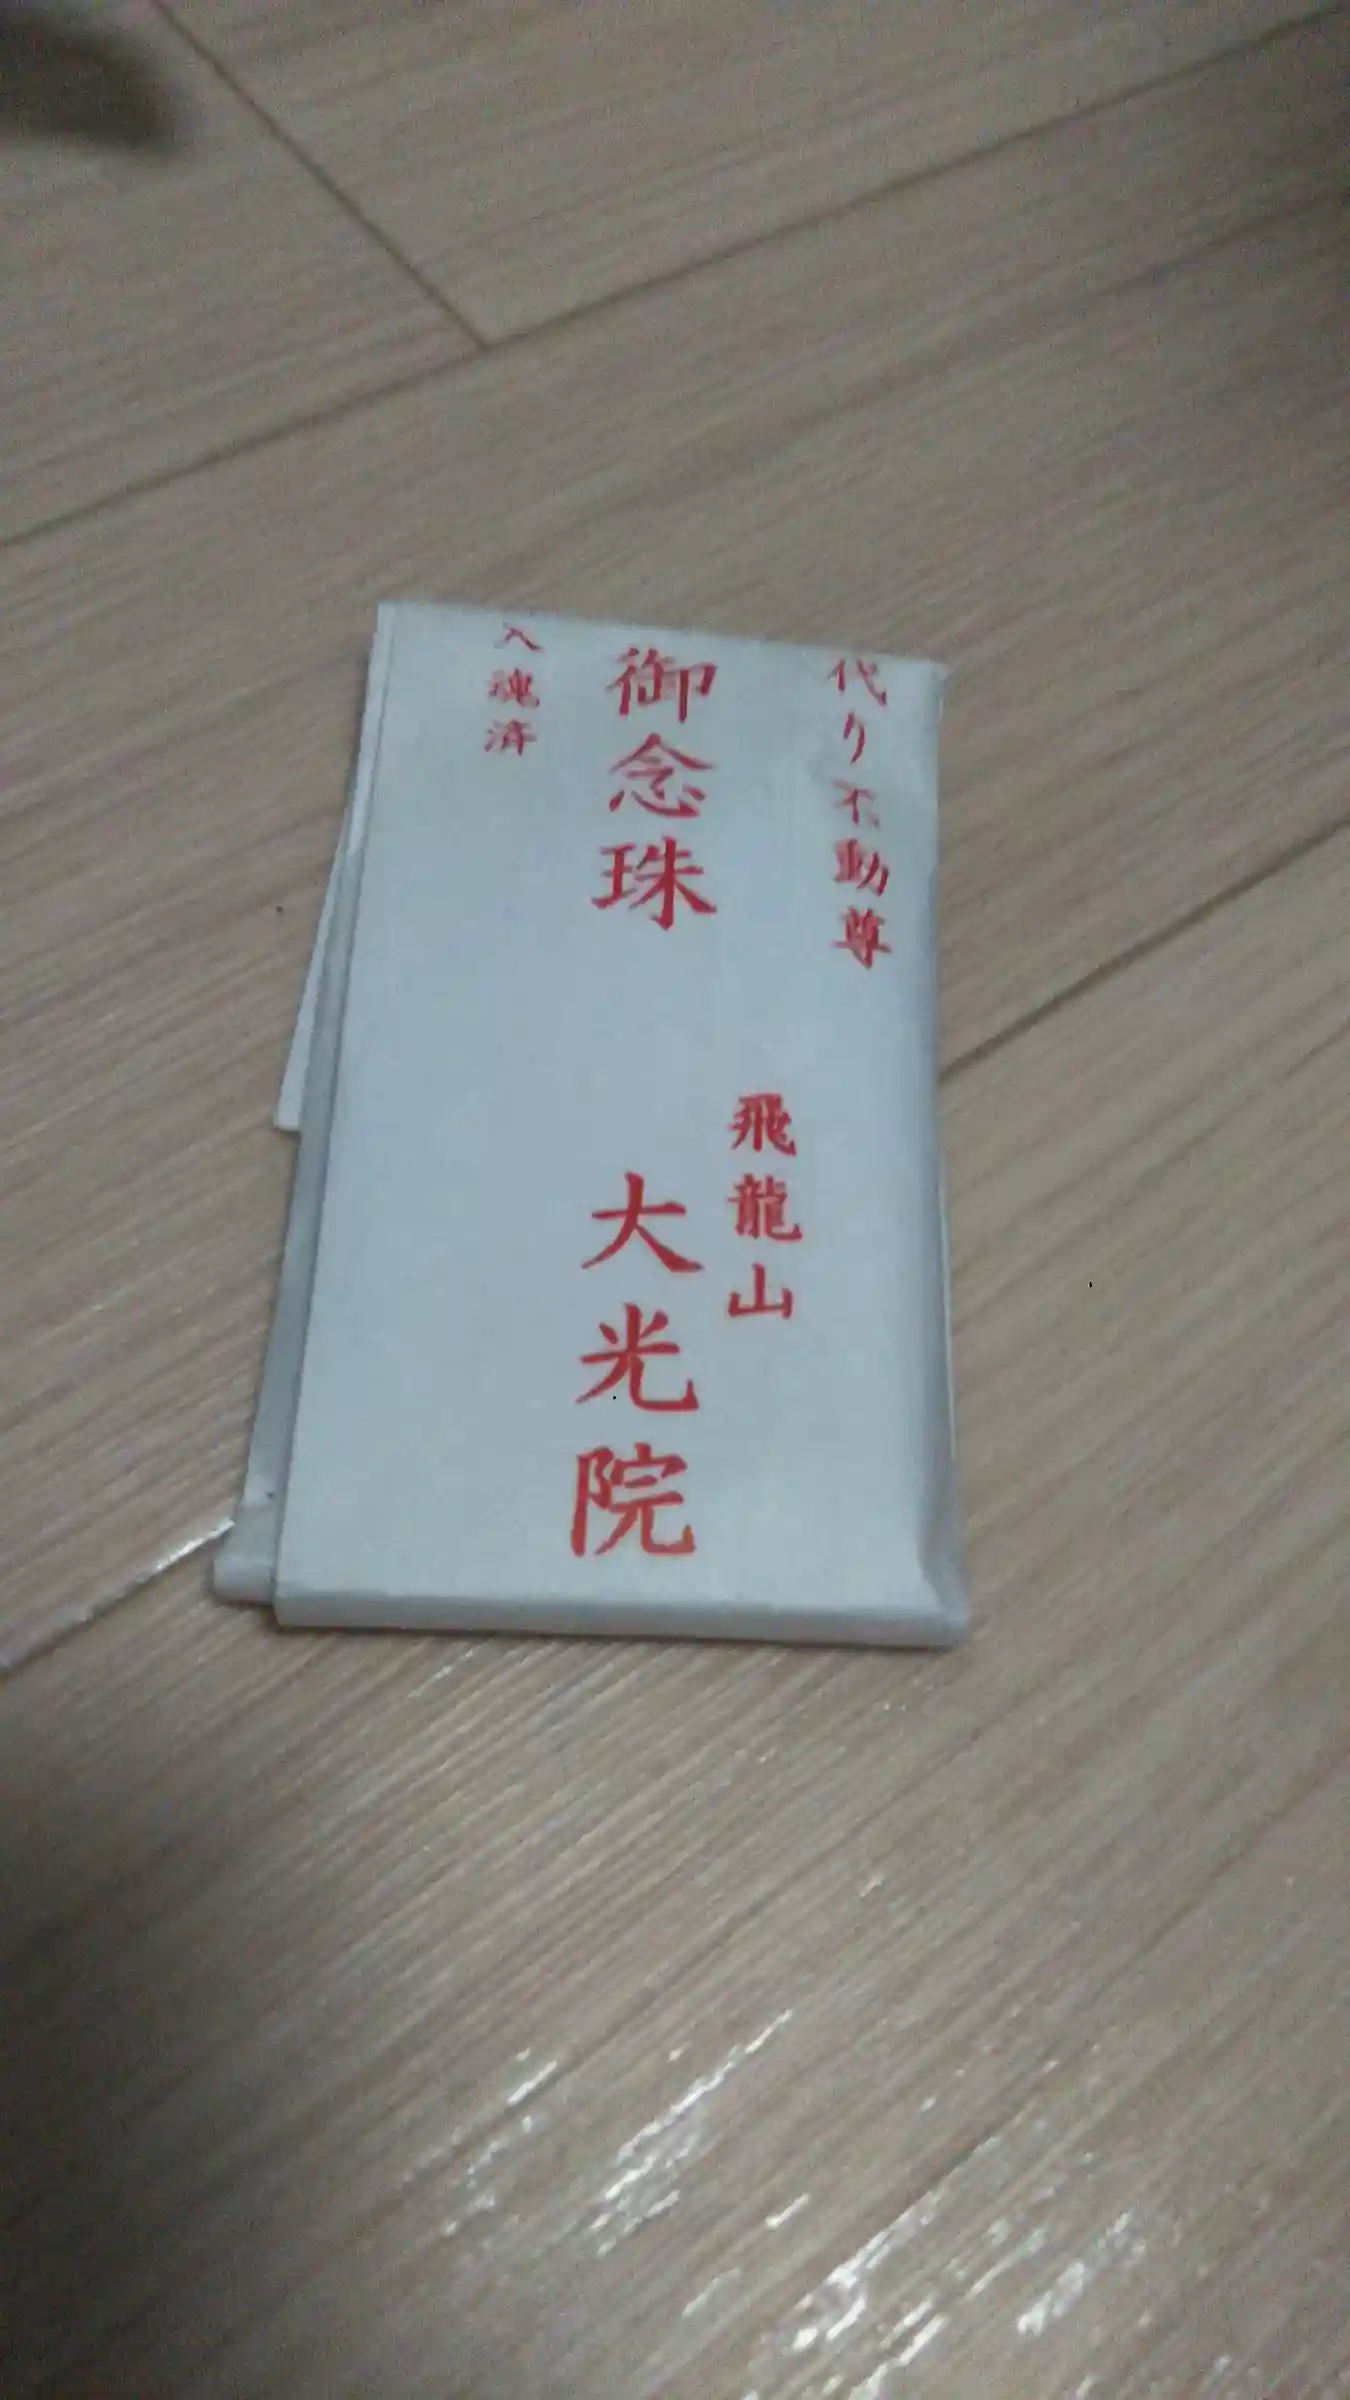 代り不動尊
飛龍山
御念珠
大光院
入魂済